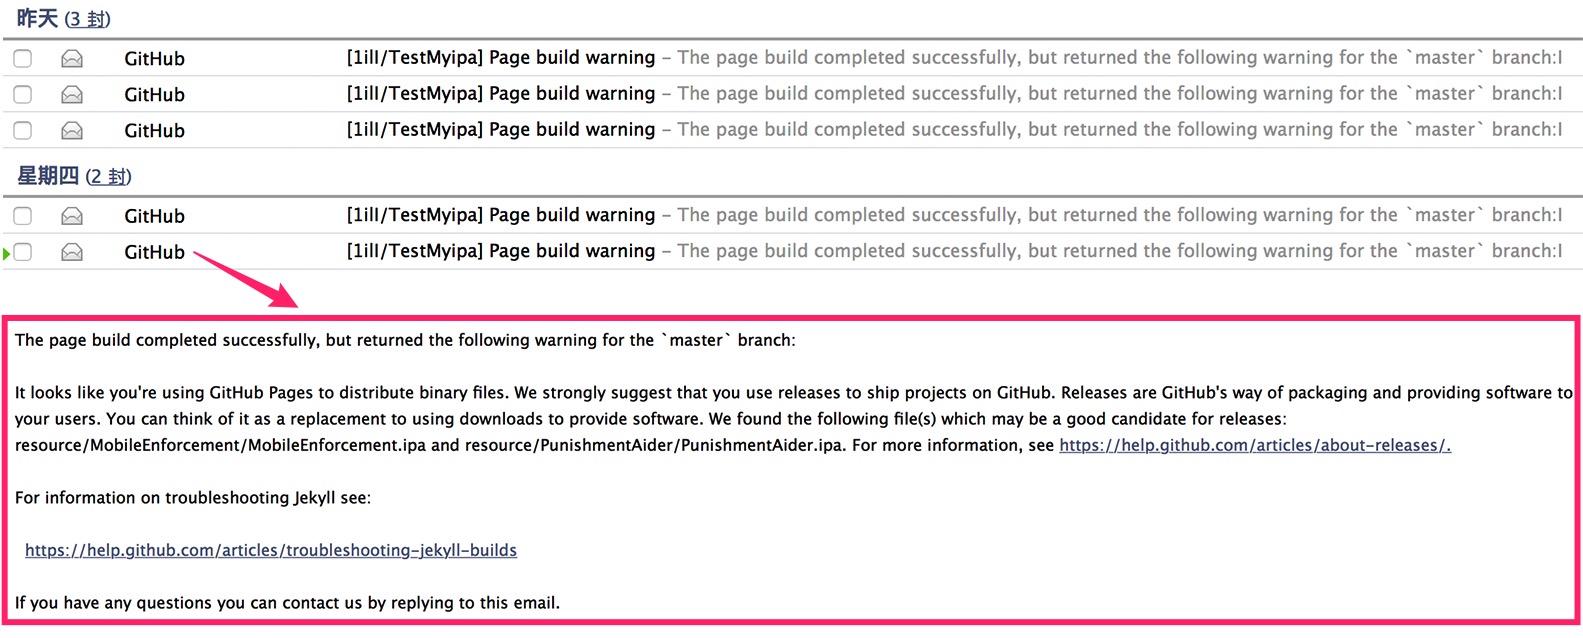 昨天 (3 封)
GitHub [1ill/TestMyipa] Page build warning – The page build completed successfully, but returned the following warning for the `master` branch:I
GitHub [1ill/TestMyipa] Page build warning – The page build completed successfully, but returned the following warning for the `master` branch:I
GitHub [1ill/TestMyipa] Page build warning – The page build completed successfully, but returned the following warning for the `master` branch:I
星期四 (2 封)
GitHub [1ill/TestMyipa] Page build warning – The page build completed successfully, but returned the following warning for the `master` branch:I
GitHub [1ill/TestMyipa] Page build warning – The page build completed successfully, but returned the following warning for the `master` branch:I
The page build completed successfully, but returned the following warning for the `master` branch:
It looks like you're using GitHub Pages to distribute binary files. We strongly suggest that you use releases to ship projects on GitHub. Releases are GitHub's way of packaging and providing software to
your users. You can think of it as a replacement to using downloads to provide software. We found the following file(s) which may be a good candidate for releases:
resource/MobileEnforcement/MobileEnforcement.ipa and resource/PunishmentAider/PunishmentAider.ipa. For more information, see https://help.github.com/articles/about-releases/.
For information on troubleshooting Jekyll see:
https://help.github.com/articles/troubleshooting-jekyll-builds
If you have any questions you can contact us by replying to this email.